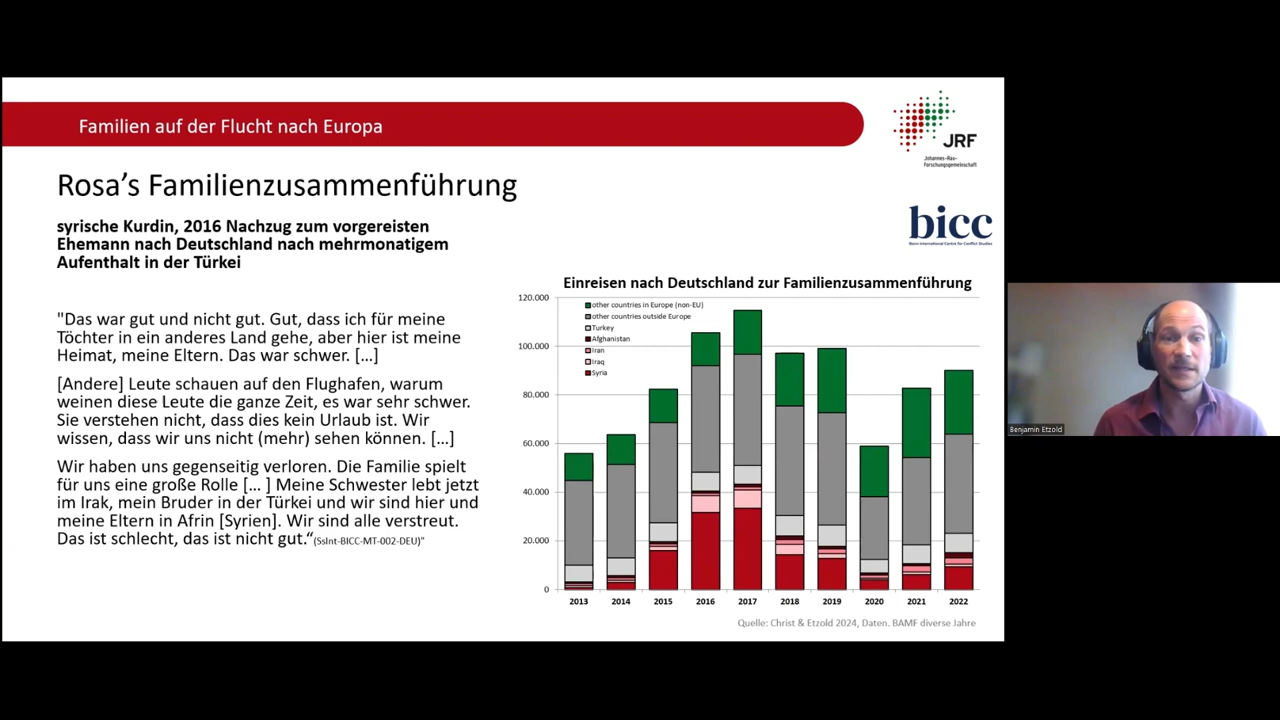 Familien auf der Flucht nach Europa
JRF
Johannes-Rau-
Forschungsgemeinschaft
Rosa's Familienzusammenführung
bicc
Bonn International Centre for Conflict Studies
syrische Kurdin, 2016 Nachzug zum vorgereisten
Ehemann nach Deutschland nach mehrmonatigem
Aufenthalt in der Türkei
"Das war gut und nicht gut. Gut, dass ich für meine
Töchter in ein anderes Land gehe, aber hier ist meine
Heimat, meine Eltern. Das war schwer. […]
[Andere] Leute schauen auf den Flughafen, warum
weinen diese Leute die ganze Zeit, es war sehr schwer.
Sie verstehen nicht, dass dies kein Urlaub ist. Wir
wissen, dass wir uns nicht (mehr) sehen können. […]
Wir haben uns gegenseitig verloren. Die Familie spielt
für uns eine große Rolle [… ] Meine Schwester lebt jetzt
im Irak, mein Bruder in der Türkei und wir sind hier und
meine Eltern in Afrin [Syrien]. Wir sind alle verstreut.
Das ist schlecht, das ist nicht gut.“(SsInt-BICC-MT-002-DEU)"
Einreisen nach Deutschland zur Familienzusammenführung
120.000
100.000
80.000
60.000
40.000
20.000
0
other countries in Europe (non-EU)
other countries outside Europe
Turkey
Afghanistan
Iran
Iraq
Syria
2013 2014 2015 2016 2017 2018 2019 2020 2021 2022
Quelle: Christ & Etzold 2024, Daten. BAMF diverse Jahre
Benjamin Etzold